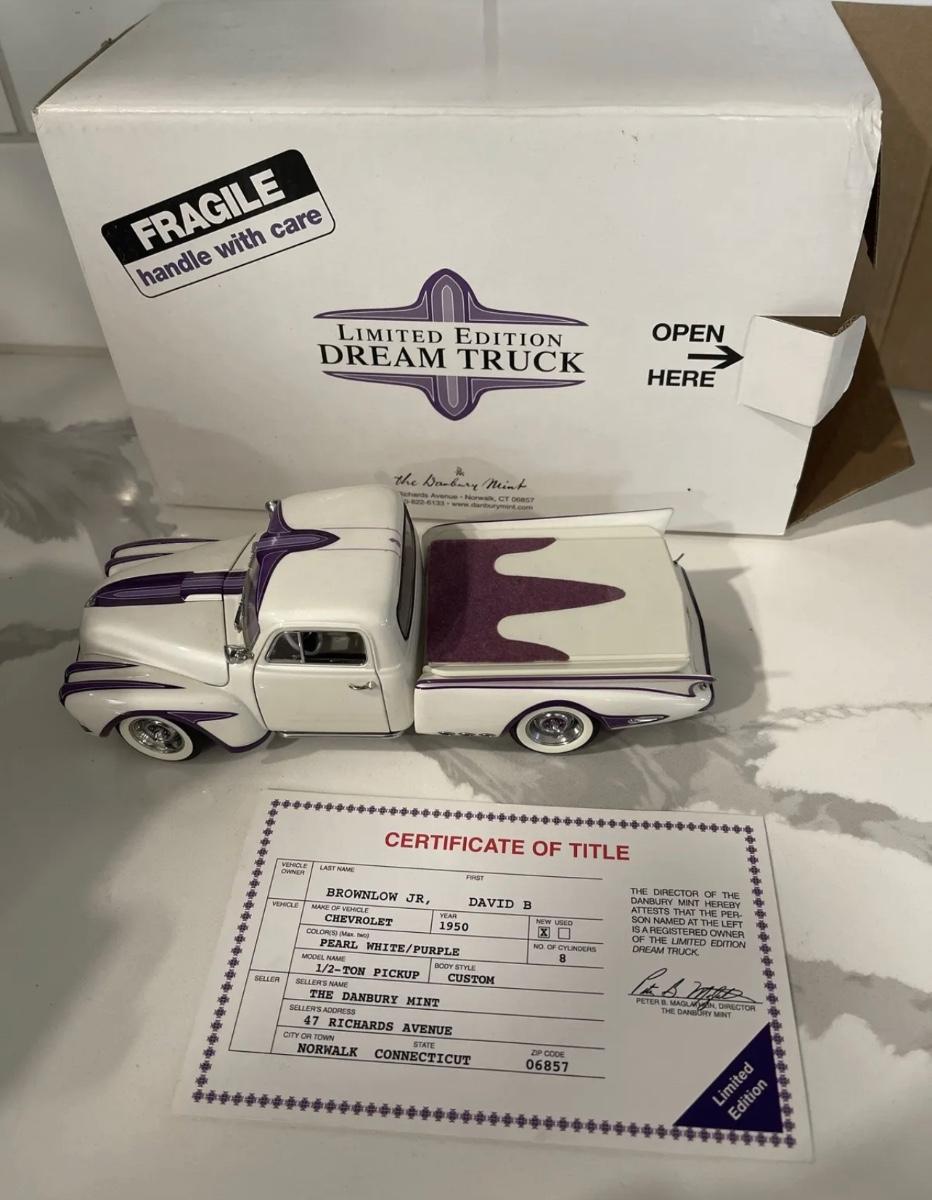 FRAGILE
handle with care
LIMITED EDITION
DREAM TRUCK
OPEN
HERE
the Danbury Mint
Richards Avenue • Norwalk, CT 06857
0-822-6133 • www.danburymint.com
CERTIFICATE OF TITLE
VEHICLE OWNER
LAST NAME FIRST
BROWNLOW JR, DAVID B
VEHICLE
MAKE OF VEHICLE YEAR NEW USED
CHEVROLET 1950 X
COLOR(S) (Max. two) NO. OF CYLINDERS
PEARL WHITE/PURPLE 8
MODEL NAME BODY STYLE
1/2-TON PICKUP CUSTOM
SELLER
SELLER'S NAME
THE DANBURY MINT
SELLER'S ADDRESS
47 RICHARDS AVENUE
CITY OR TOWN STATE ZIP CODE
NORWALK CONNECTICUT 06857
THE DIRECTOR OF THE
DANBURY MINT HEREBY
ATTESTS THAT THE PER-
SON NAMED AT THE LEFT
IS A REGISTERED OWNER
OF THE LIMITED EDITION
DREAM TRUCK.
PETER B. DIRECTOR
THE DANBURY MINT
Limited
Edition